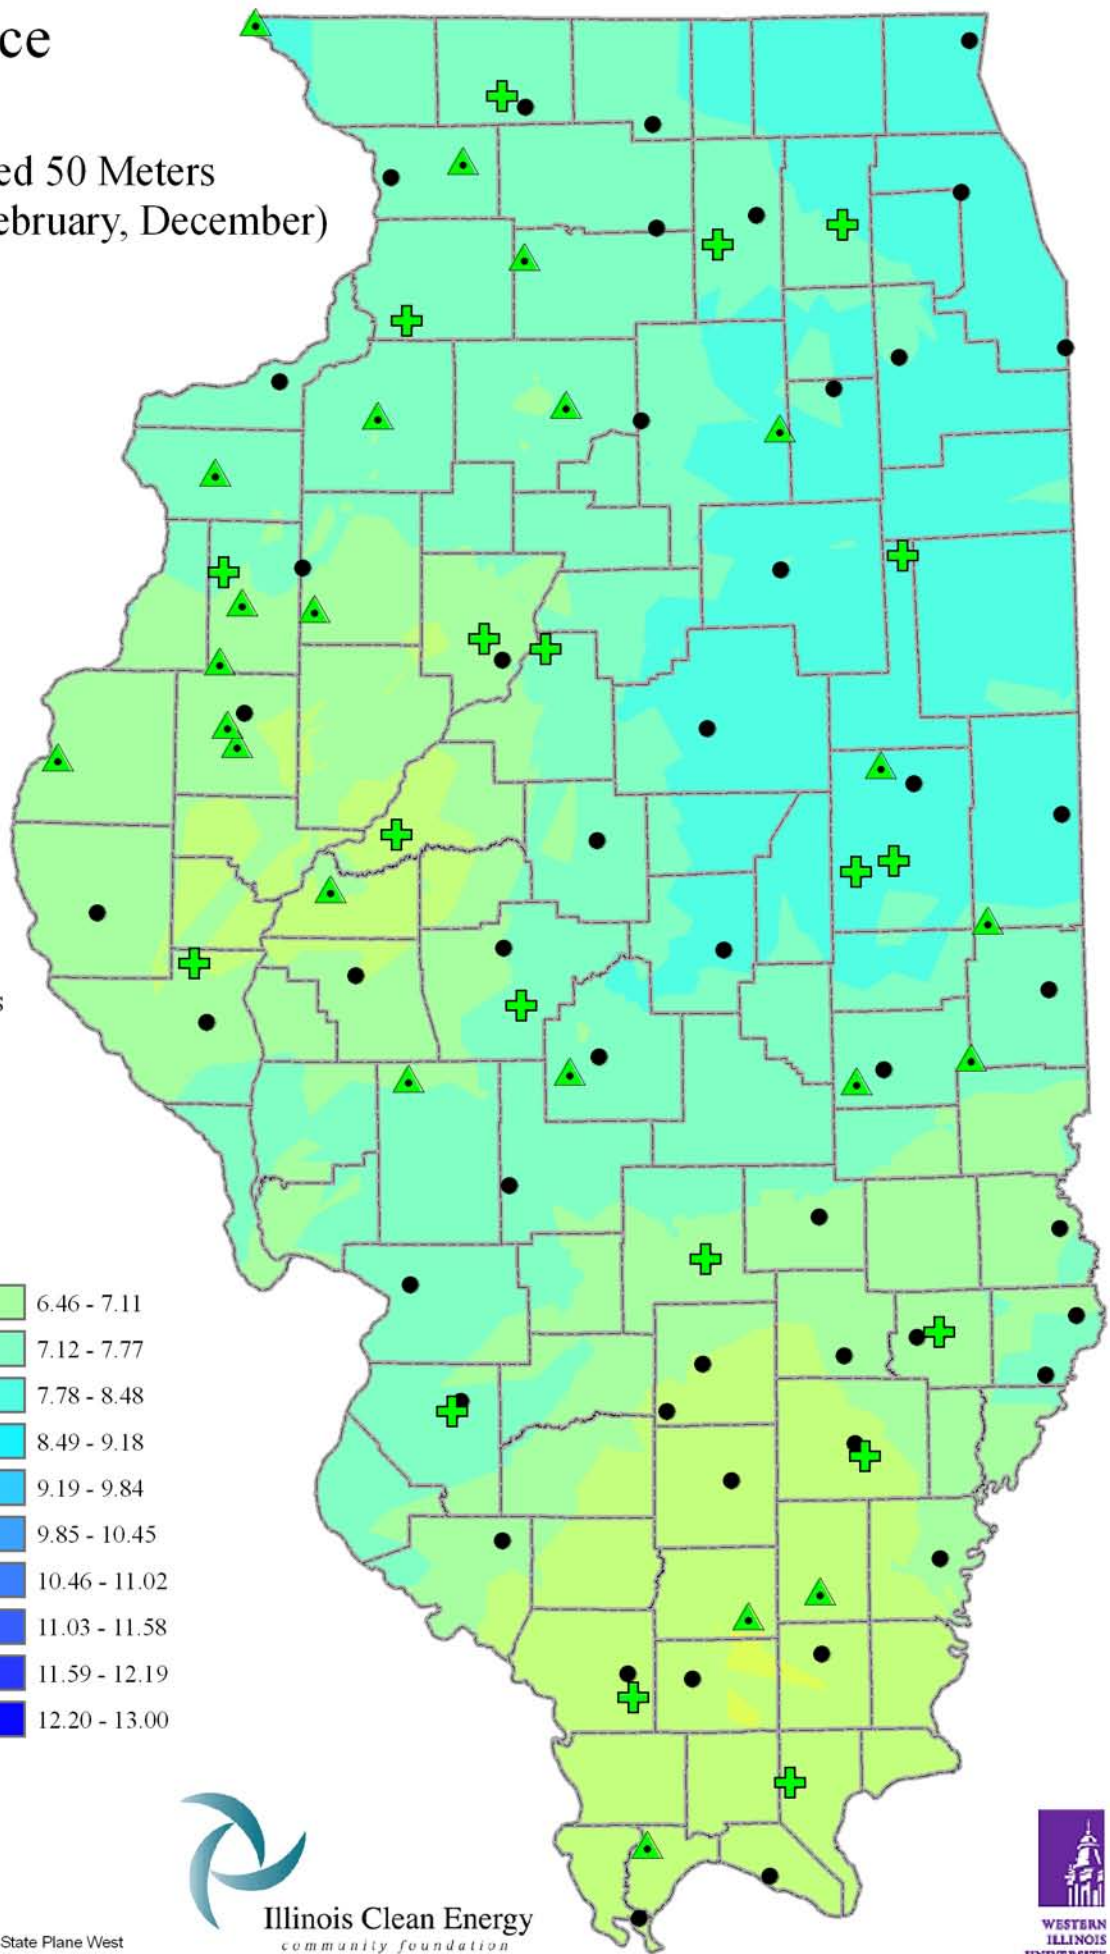 ce
ed 50 Meters
ebruary, December)
s
6.46 - 7.11
7.12 - 7.77
7.78 - 8.48
8.49 - 9.18
9.19 - 9.84
9.85 - 10.45
10.46 - 11.02
11.03 - 11.58
11.59 - 12.19
12.20 - 13.00
Illinois Clean Energy
community foundation
State Plane West
WESTERN
ILLINOIS
UNIVERSITY